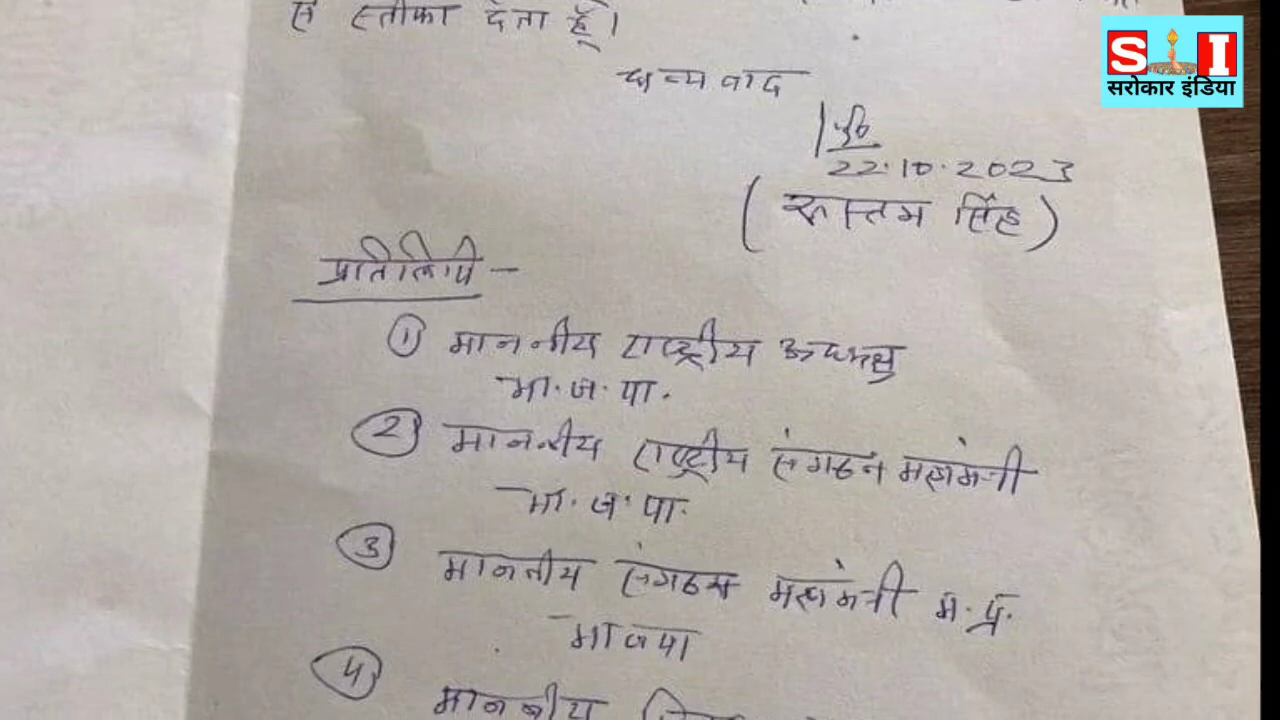 से स्तीफा देता हूँ।
धन्यवाद
22.10.2023
(रूस्तम सिंह)
प्रतिलिपि -
① माननीय राष्ट्रीय अध्यक्ष
भा.ज.पा.
② माननीय राष्ट्रीय संगठन महामंत्री
भा.ज.पा.
③ माननीय संगठन महामंत्री म.प्र.
भाजपा
④ माननीय
S I
सरोकार इंडिया